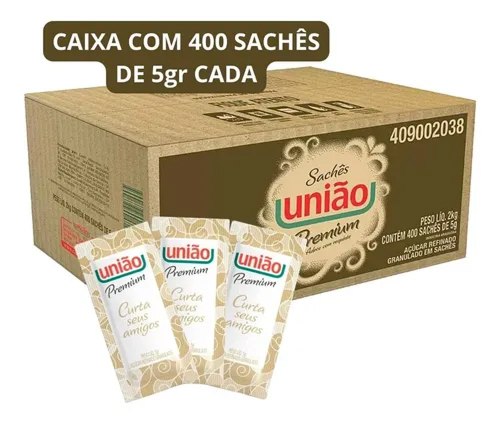 CAIXA COM 400 SACHÊS
DE 5gr CADA
409002038
Sachês
união
Premium
PESO LÍQ. 2kg
CONTÉM 400 SACHÊS DE 5g
AÇÚCAR REFINADO
GRANULADO EM SACHÊS
união
Premium
Curta
seus
amigos
união
Premium
Curta
seus
amigos
união
Premium
Curta
seus
amigos